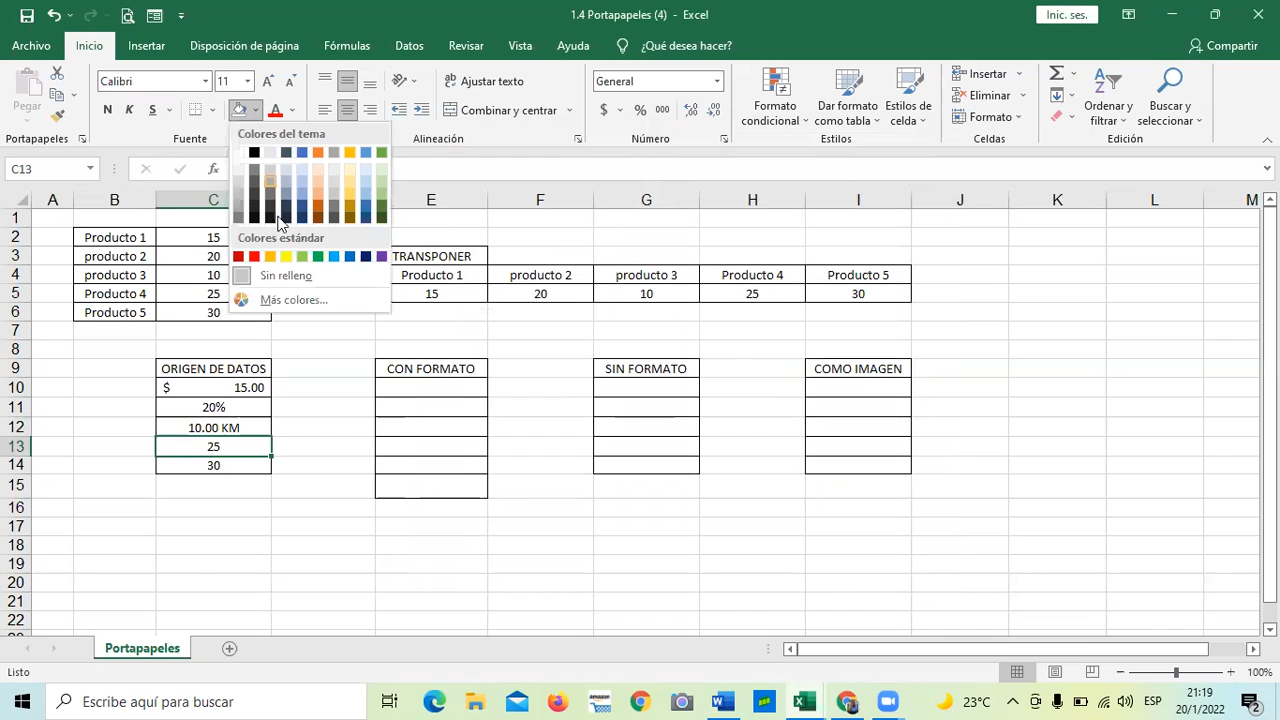 1.4 Portapapeles (4) - Excel
Inic. ses.
Archivo Inicio Insertar Disposición de página Fórmulas Datos Revisar Vista Ayuda ¿Qué desea hacer? Compartir
Pegar
Calibri 11
N K S
Ajustar texto
Combinar y centrar
General
$ % 000
Formato condicional
Dar formato como tabla
Estilos de celda
Insertar
Eliminar
Formato
Ordenar y filtrar
Buscar y seleccionar
Portapapeles Fuente Alineación Número Estilos Celdas Edición
C13 fx
Colores del tema
Colores estándar
Sin relleno
Más colores...
A B C E F G H I J K L M
1
2 Producto 1 15
3 producto 2 20 TRANSPONER
4 producto 3 10 Producto 1 producto 2 producto 3 Producto 4 Producto 5
5 Producto 4 25 15 20 10 25 30
6 Producto 5 30
7
8
9 ORIGEN DE DATOS CON FORMATO SIN FORMATO COMO IMAGEN
10 $ 15.00
11 20%
12 10.00 KM
13 25
14 30
15
16
17
18
19
20
21
22
Portapapeles
Listo
100%
Escribe aquí para buscar
amazon
23°C
ESP
21:19
20/1/2022
2